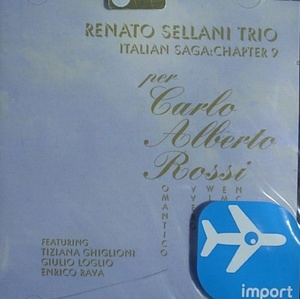 RENATO SELLANI TRIO
ITALIAN SAGA:CHAPTER 9
per
Carlo
Alberto
Rossi
FEATURING
TIZIANA GHIGLIONI
GIULIO LOGLIO
ENRICO RAVA
OMANTICO
import